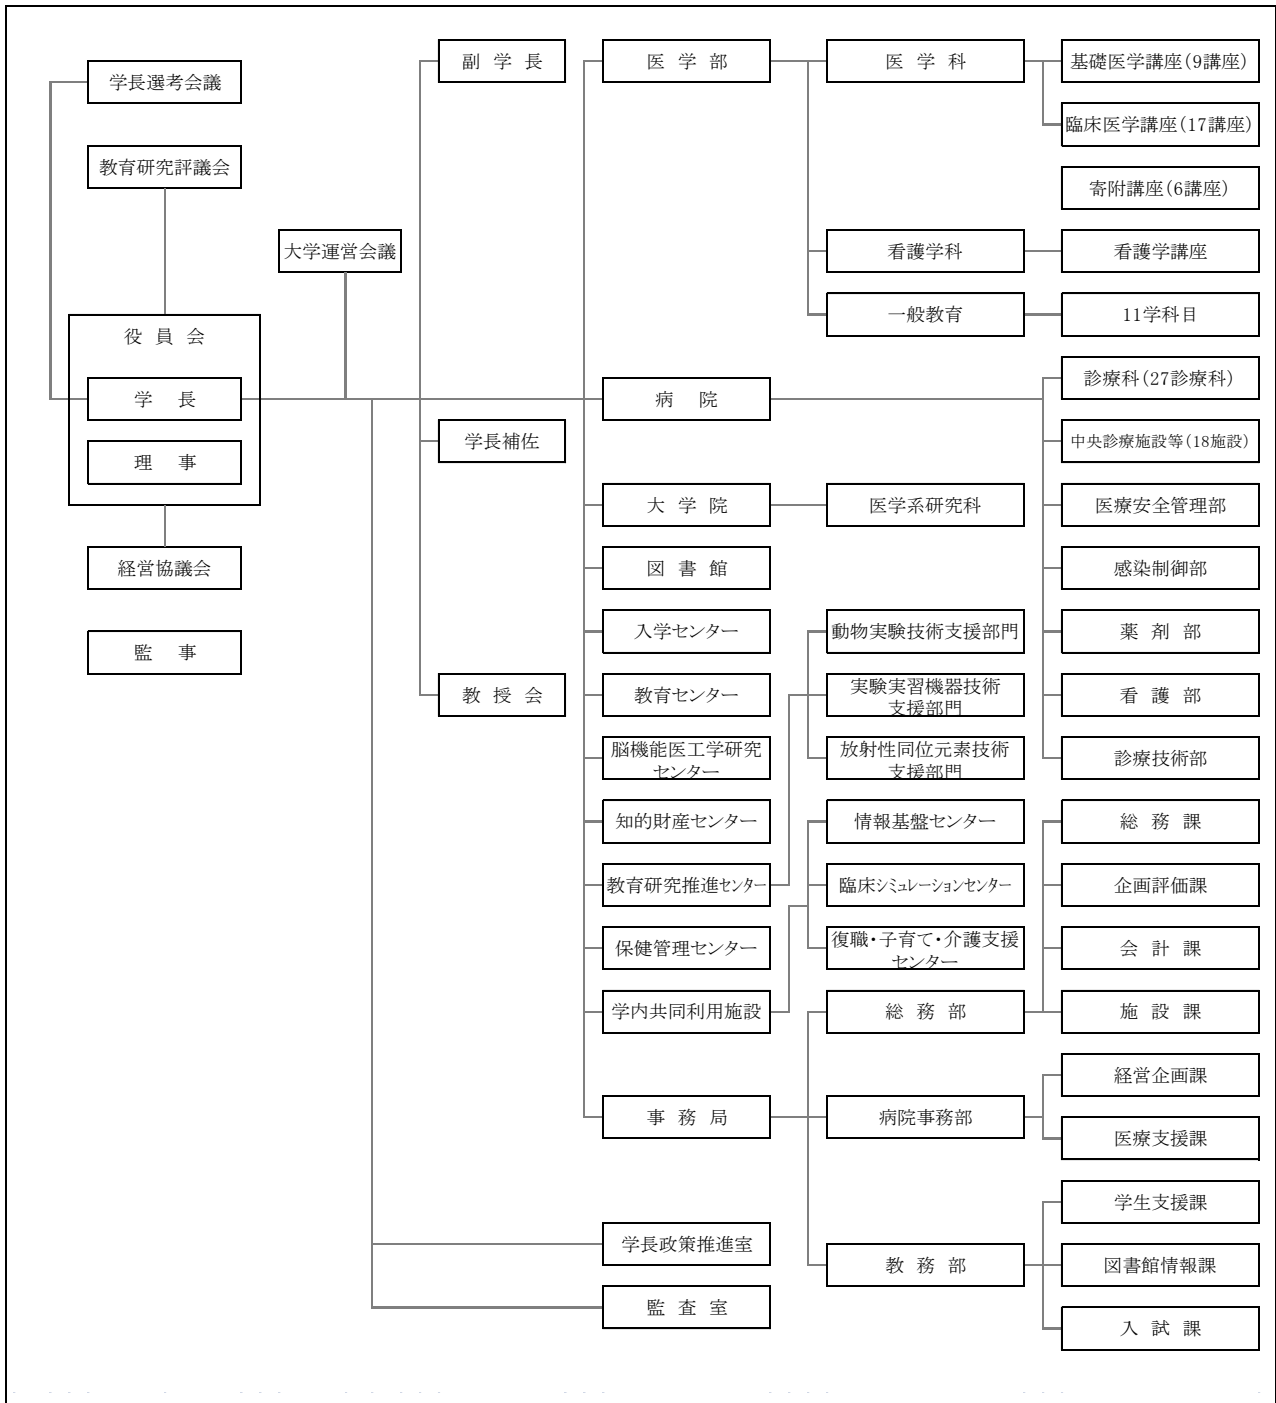 学長選考会議
教育研究評議会
役 員 会
学 長
理 事
経営協議会
監 事
大学運営会議
副 学 長
学長補佐
教 授 会
医 学 部
病 院
大 学 院
図 書 館
入学センター
教育センター
脳機能医工学研究
センター
知的財産センター
教育研究推進センター
保健管理センター
学内共同利用施設
事 務 局
学長政策推進室
監 査 室
医 学 科
看護学科
一般教育
医学系研究科
動物実験技術支援部門
実験実習機器技術
支援部門
放射性同位元素技術
支援部門
情報基盤センター
臨床シミュレーションセンター
復職・子育て・介護支援
センター
総 務 部
病院事務部
教 務 部
基礎医学講座(9講座)
臨床医学講座(17講座)
寄附講座(6講座)
看護学講座
11学科目
診療科(27診療科)
中央診療施設等(18施設)
医療安全管理部
感染制御部
薬 剤 部
看 護 部
診療技術部
総 務 課
企画評価課
会 計 課
施 設 課
経営企画課
医療支援課
学生支援課
図書館情報課
入 試 課